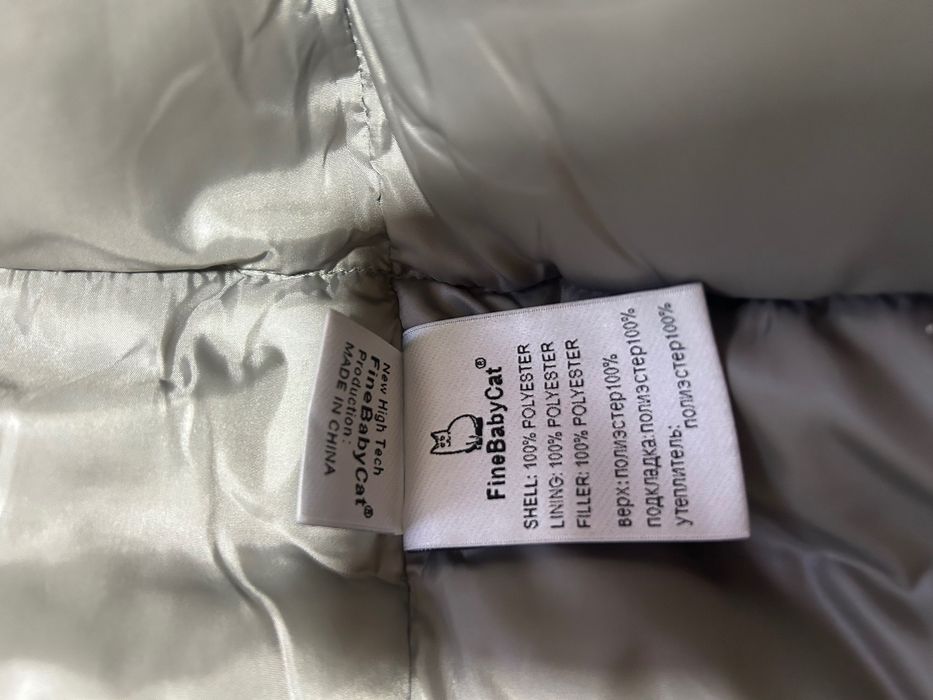 New High Tech
FineBabyCat®
Production:
MADE IN CHINA
FineBabyCat®
SHELL: 100% POLYESTER
LINING: 100% POLYESTER
FILLER: 100% POLYESTER
верх:полиэстер100%
подкладка:полиэстер100%
утеплитель:
полиэстер100%